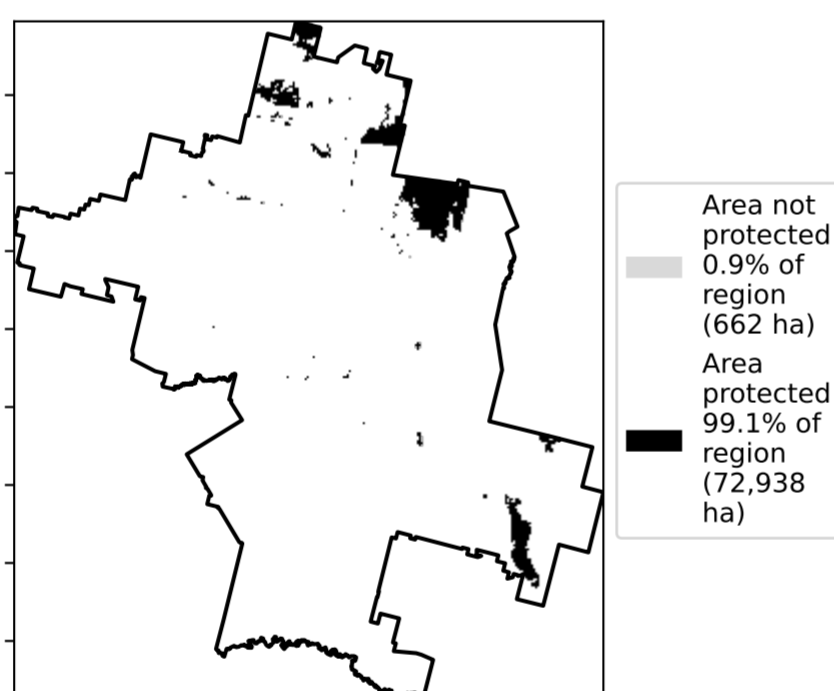 Area not
protected
0.9% of
region
(662 ha)
Area
protected
99.1% of
region
(72,938
ha)